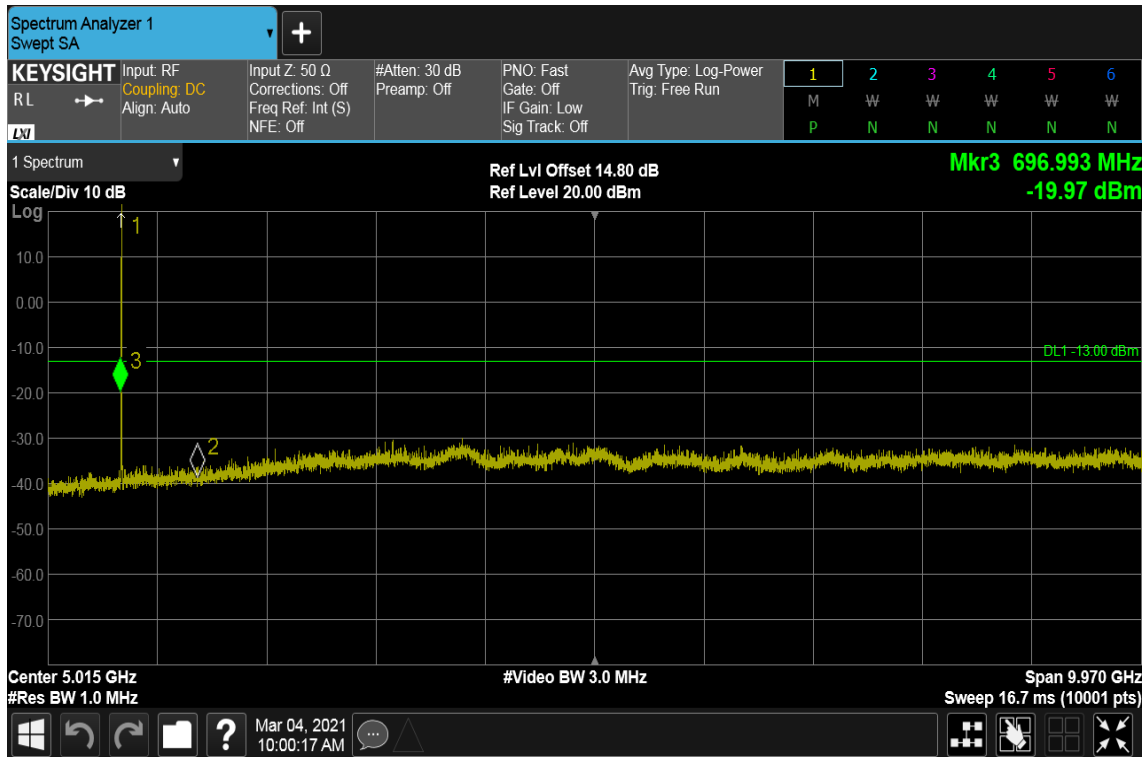 Spectrum Analyzer 1
Swept SA
+
KEYSIGHT
RL
LXI
Input: RF
Coupling: DC
Align: Auto
Input Z: 50 Ω
Corrections: Off
Freq Ref: Int (S)
NFE: Off
#Atten: 30 dB
Preamp: Off
PNO: Fast
Gate: Off
IF Gain: Low
Sig Track: Off
Avg Type: Log-Power
Trig: Free Run
1 2 3 4 5 6
M W W W W W
P N N N N N
1 Spectrum
Scale/Div 10 dB
Ref Lvl Offset 14.80 dB
Ref Level 20.00 dBm
Mkr3 696.993 MHz
-19.97 dBm
Log
1
10.0
0.00
-10.0
3
DL1 -13.00 dBm
-20.0
-30.0
2
-40.0
-50.0
-60.0
-70.0
Center 5.015 GHz
#Video BW 3.0 MHz
Span 9.970 GHz
#Res BW 1.0 MHz
Sweep 16.7 ms (10001 pts)
?
Mar 04, 2021
10:00:17 AM